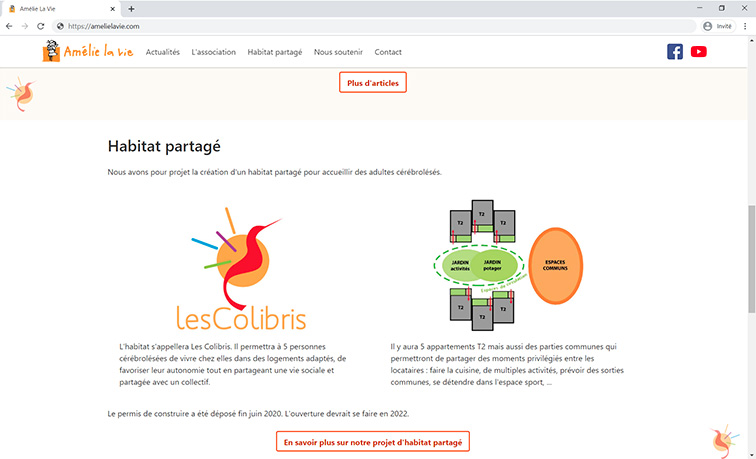 Amélie La Vie
https://amelielavie.com
Invité
Amélie la vie
Actualités
L'association
Habitat partagé
Nous soutenir
Contact
Plus d'articles
Habitat partagé
Nous avons pour projet la création d'un habitat partagé pour accueillir des adultes cérébrolésés.
lesColibris
T2
T2
T2
JARDIN
activités
JARDIN
potager
ESPACES
COMMUNS
T2
T2
L'habitat s'appellera Les Colibris. Il permettra à 5 personnes
cérébrolésées de vivre chez elles dans des logements adaptés, de
favoriser leur autonomie tout en partageant une vie sociale et
partagée avec un collectif.
Il y aura 5 appartements T2 mais aussi des parties communes qui
permettront de partager des moments privilégiés entre les
locataires : faire la cuisine, de multiples activités, prévoir des sorties
communes, se détendre dans l'espace sport, ...
Le permis de construire a été déposé fin juin 2020. L'ouverture devrait se faire en 2022.
En savoir plus sur notre projet d'habitat partagé